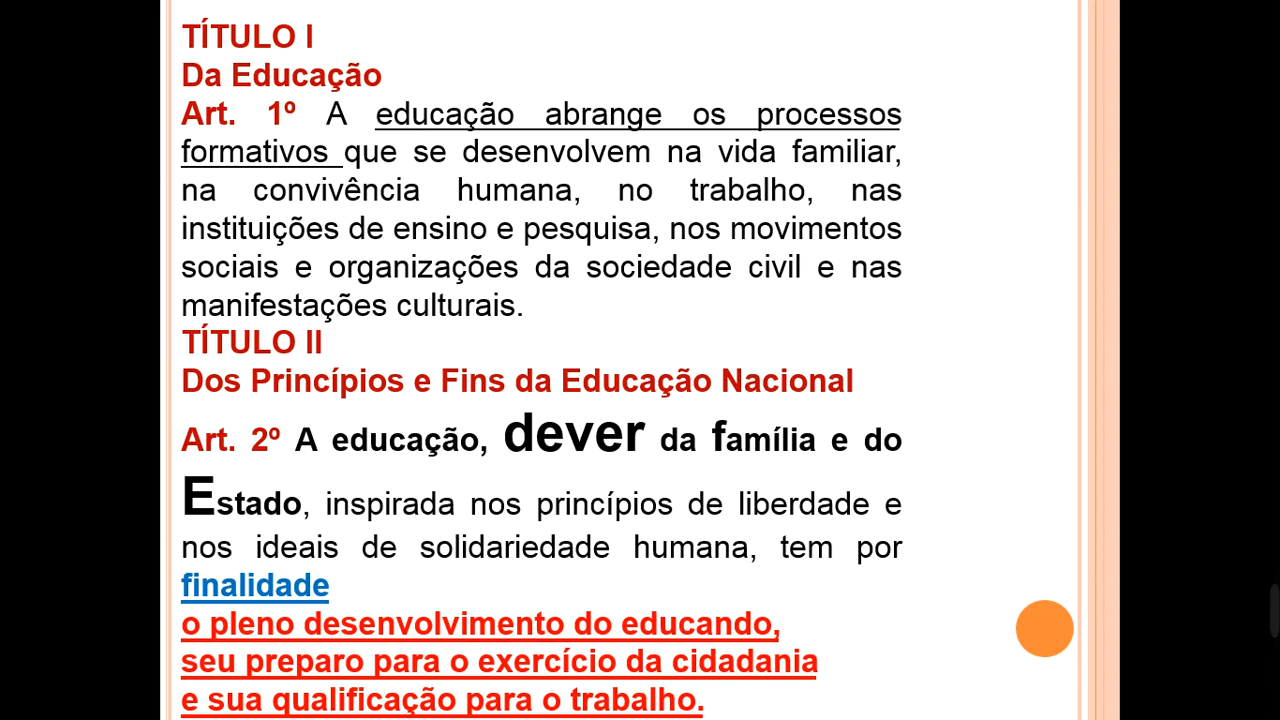 TÍTULO I
Da Educação
Art. 1º A educação abrange os processos
formativos que se desenvolvem na vida familiar,
na convivência humana, no trabalho, nas
instituições de ensino e pesquisa, nos movimentos
sociais e organizações da sociedade civil e nas
manifestações culturais.
TÍTULO II
Dos Princípios e Fins da Educação Nacional
Art. 2º A educação, dever da família e do
Estado, inspirada nos princípios de liberdade e
nos ideais de solidariedade humana, tem por
finalidade
o pleno desenvolvimento do educando,
seu preparo para o exercício da cidadania
e sua qualificação para o trabalho.